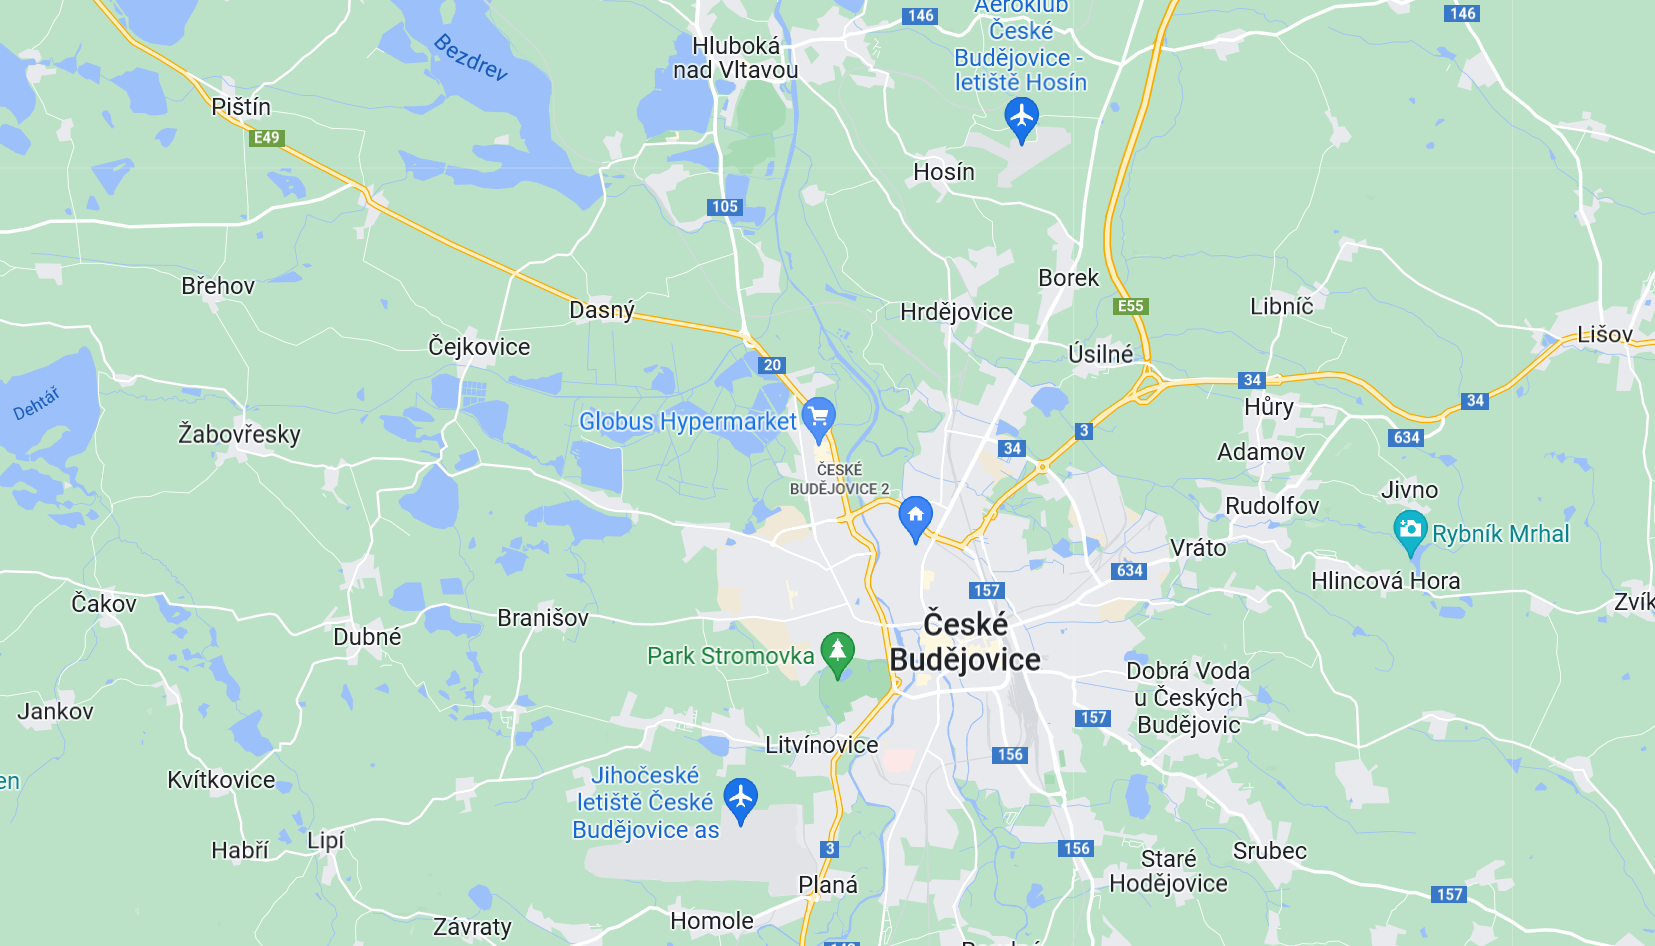 146
Aeroklub
České
Budějovice -
letiště Hosín
146
Bezdrev
Hluboká
nad Vltavou
Pištín
E49
Hosín
105
Břehov
Borek
E55
Libníč
Dasný
Hrdějovice
Lišov
Čejkovice
Úsilné
20
34
Dehtář
34
Hůry
Globus Hypermarket
3
634
Žabovřesky
34
Adamov
ČESKÉ
BUDĚJOVICE 2
Jivno
Rudolfov
Rybník Mrhal
Vráto
634
Hlincová Hora
157
Čakov
Zvík
Branišov
České
Budějovice
Dubné
Park Stromovka
Dobrá Voda
u Českých
Budějovic
Jankov
157
Litvínovice
156
Kvítkovice
en
Jihočeské
letiště České
Budějovice as
Lipí
Habří
3
156
Staré
Hodějovice
Srubec
Planá
157
Homole
Závraty